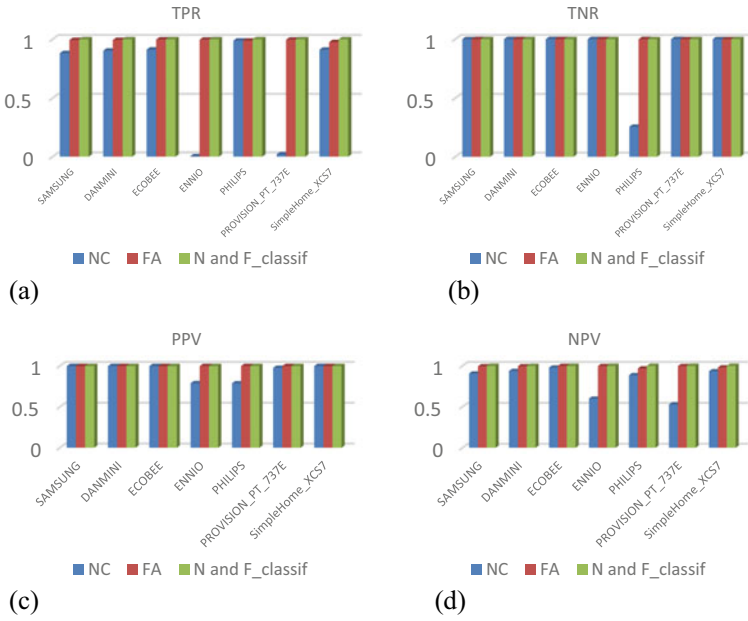 TPR
1
0.5
0
SAMSUNG
DANMINI
ECOBEE
ENNIO
PHILIPS
PROVISION_PT_737E
SimpleHome_XCS7
NC FA N and F_classif
(a)
TNR
1
0.5
0
SAMSUNG
DANMINI
ECOBEE
ENNIO
PHILIPS
PROVISION_PT_737E
SimpleHome_XCS7
NC FA N and F_classif
(b)
PPV
1
0.5
0
SAMSUNG
DANMINI
ECOBEE
ENNIO
PHILIPS
PROVISION_PT_737E
SimpleHome_XCS7
NC FA N and F_classif
(c)
NPV
1
0.5
0
SAMSUNG
DANMINI
ECOBEE
ENNIO
PHILIPS
PROVISION_PT_737E
SimpleHome_XCS7
NC FA N and F_classif
(d)